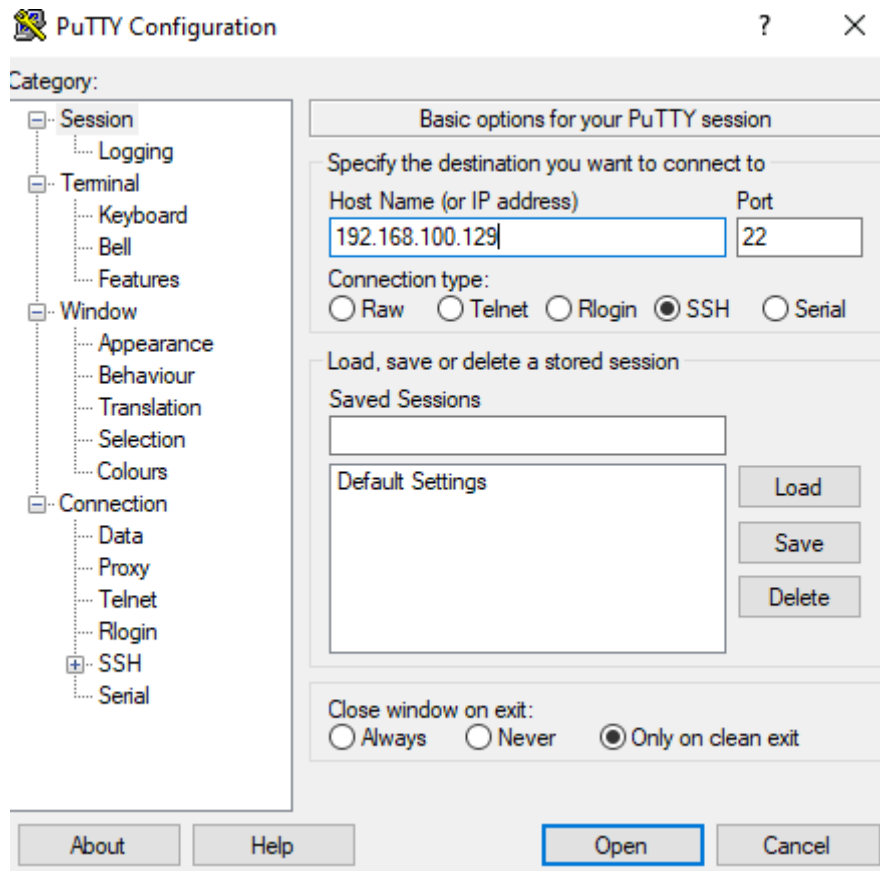 PuTTY Configuration
?
Category:
Session
Logging
Terminal
Keyboard
Bell
Features
Window
Appearance
Behaviour
Translation
Selection
Colours
Connection
Data
Proxy
Telnet
Rlogin
SSH
Serial
Basic options for your PuTTY session
Specify the destination you want to connect to
Host Name (or IP address) Port
192.168.100.129 22
Connection type:
Raw Telnet Rlogin SSH Serial
Load, save or delete a stored session
Saved Sessions
Default Settings
Load
Save
Delete
Close window on exit:
Always Never Only on clean exit
About Help Open Cancel